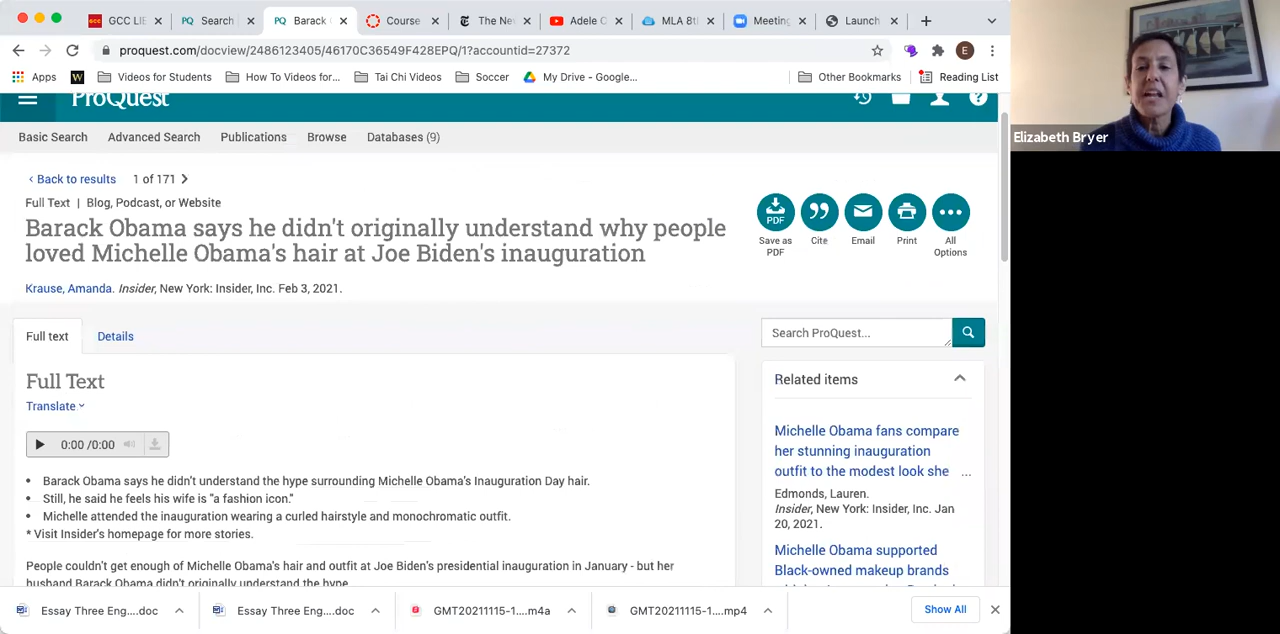 GCC LIE
Search
Barack
Course
The Ne
Adele C
MLA 8tl
Meeting
Launch
proquest.com/docview/2486123405/46170C36549F428EPQ/1?accountid=27372
E
Apps
W
Videos for Students
How To Videos for...
Tai Chi Videos
Soccer
My Drive - Google...
Other Bookmarks
Reading List
ProQuest
Basic Search
Advanced Search
Publications
Browse
Databases (9)
‹ Back to results 1 of 171
Full Text | Blog, Podcast, or Website
Barack Obama says he didn't originally understand why people
loved Michelle Obama's hair at Joe Biden's inauguration
Krause, Amanda. Insider, New York: Insider, Inc. Feb 3, 2021.
PDF
Save as
PDF
Cite
Email
Print
All
Options
Full text
Details
Search ProQuest...
Full Text
Translate
0:00 /0:00
• Barack Obama says he didn't understand the hype surrounding Michelle Obama's Inauguration Day hair.
• Still, he said he feels his wife is "a fashion icon."
• Michelle attended the inauguration wearing a curled hairstyle and monochromatic outfit.
* Visit Insider's homepage for more stories.
People couldn't get enough of Michelle Obama's hair and outfit at Joe Biden's presidential inauguration in January - but her
husband Barack Obama didn't originally understand the hype.
Related items
Michelle Obama fans compare
her stunning inauguration
outfit to the modest look she ...
Edmonds, Lauren.
Insider, New York: Insider, Inc. Jan
20, 2021.
Michelle Obama supported
Black-owned makeup brands
Essay Three Eng....doc
Essay Three Eng....doc
GMT20211115-1....m4a
GMT20211115-1....mp4
Show All
Elizabeth Bryer